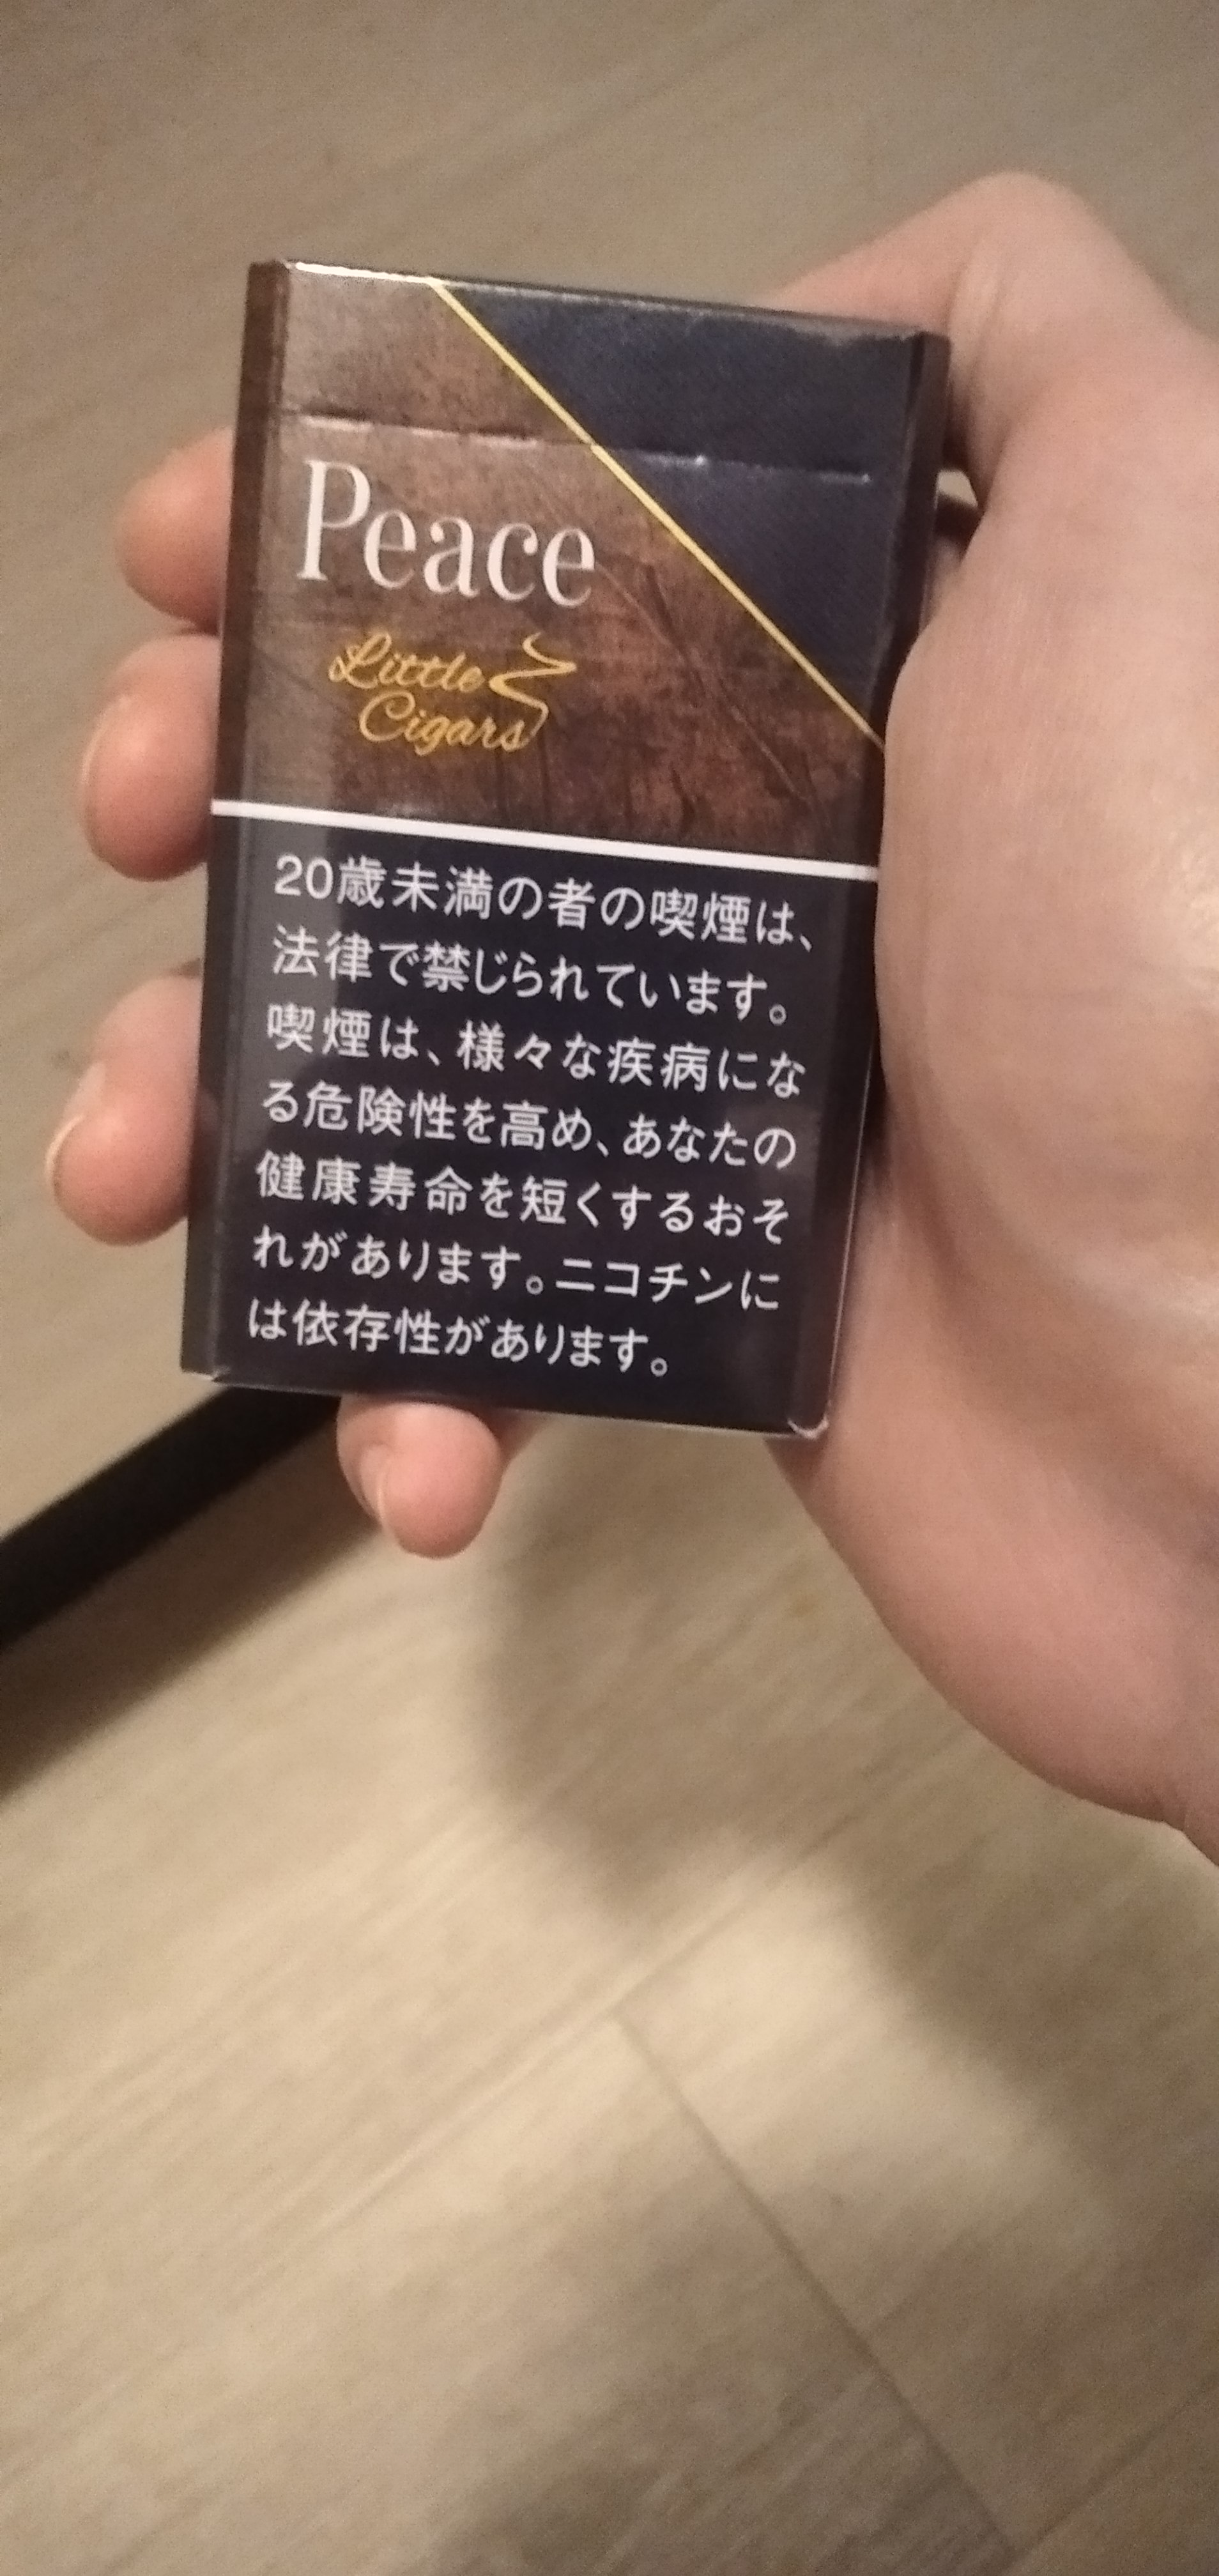 Peace
Little
Cigars
20歳未満の者の喫煙は、
法律で禁じられています。
喫煙は、様々な疾病にな
る危険性を高め、あなたの
健康寿命を短くするおそ
れがあります。ニコチンに
は依存性があります。